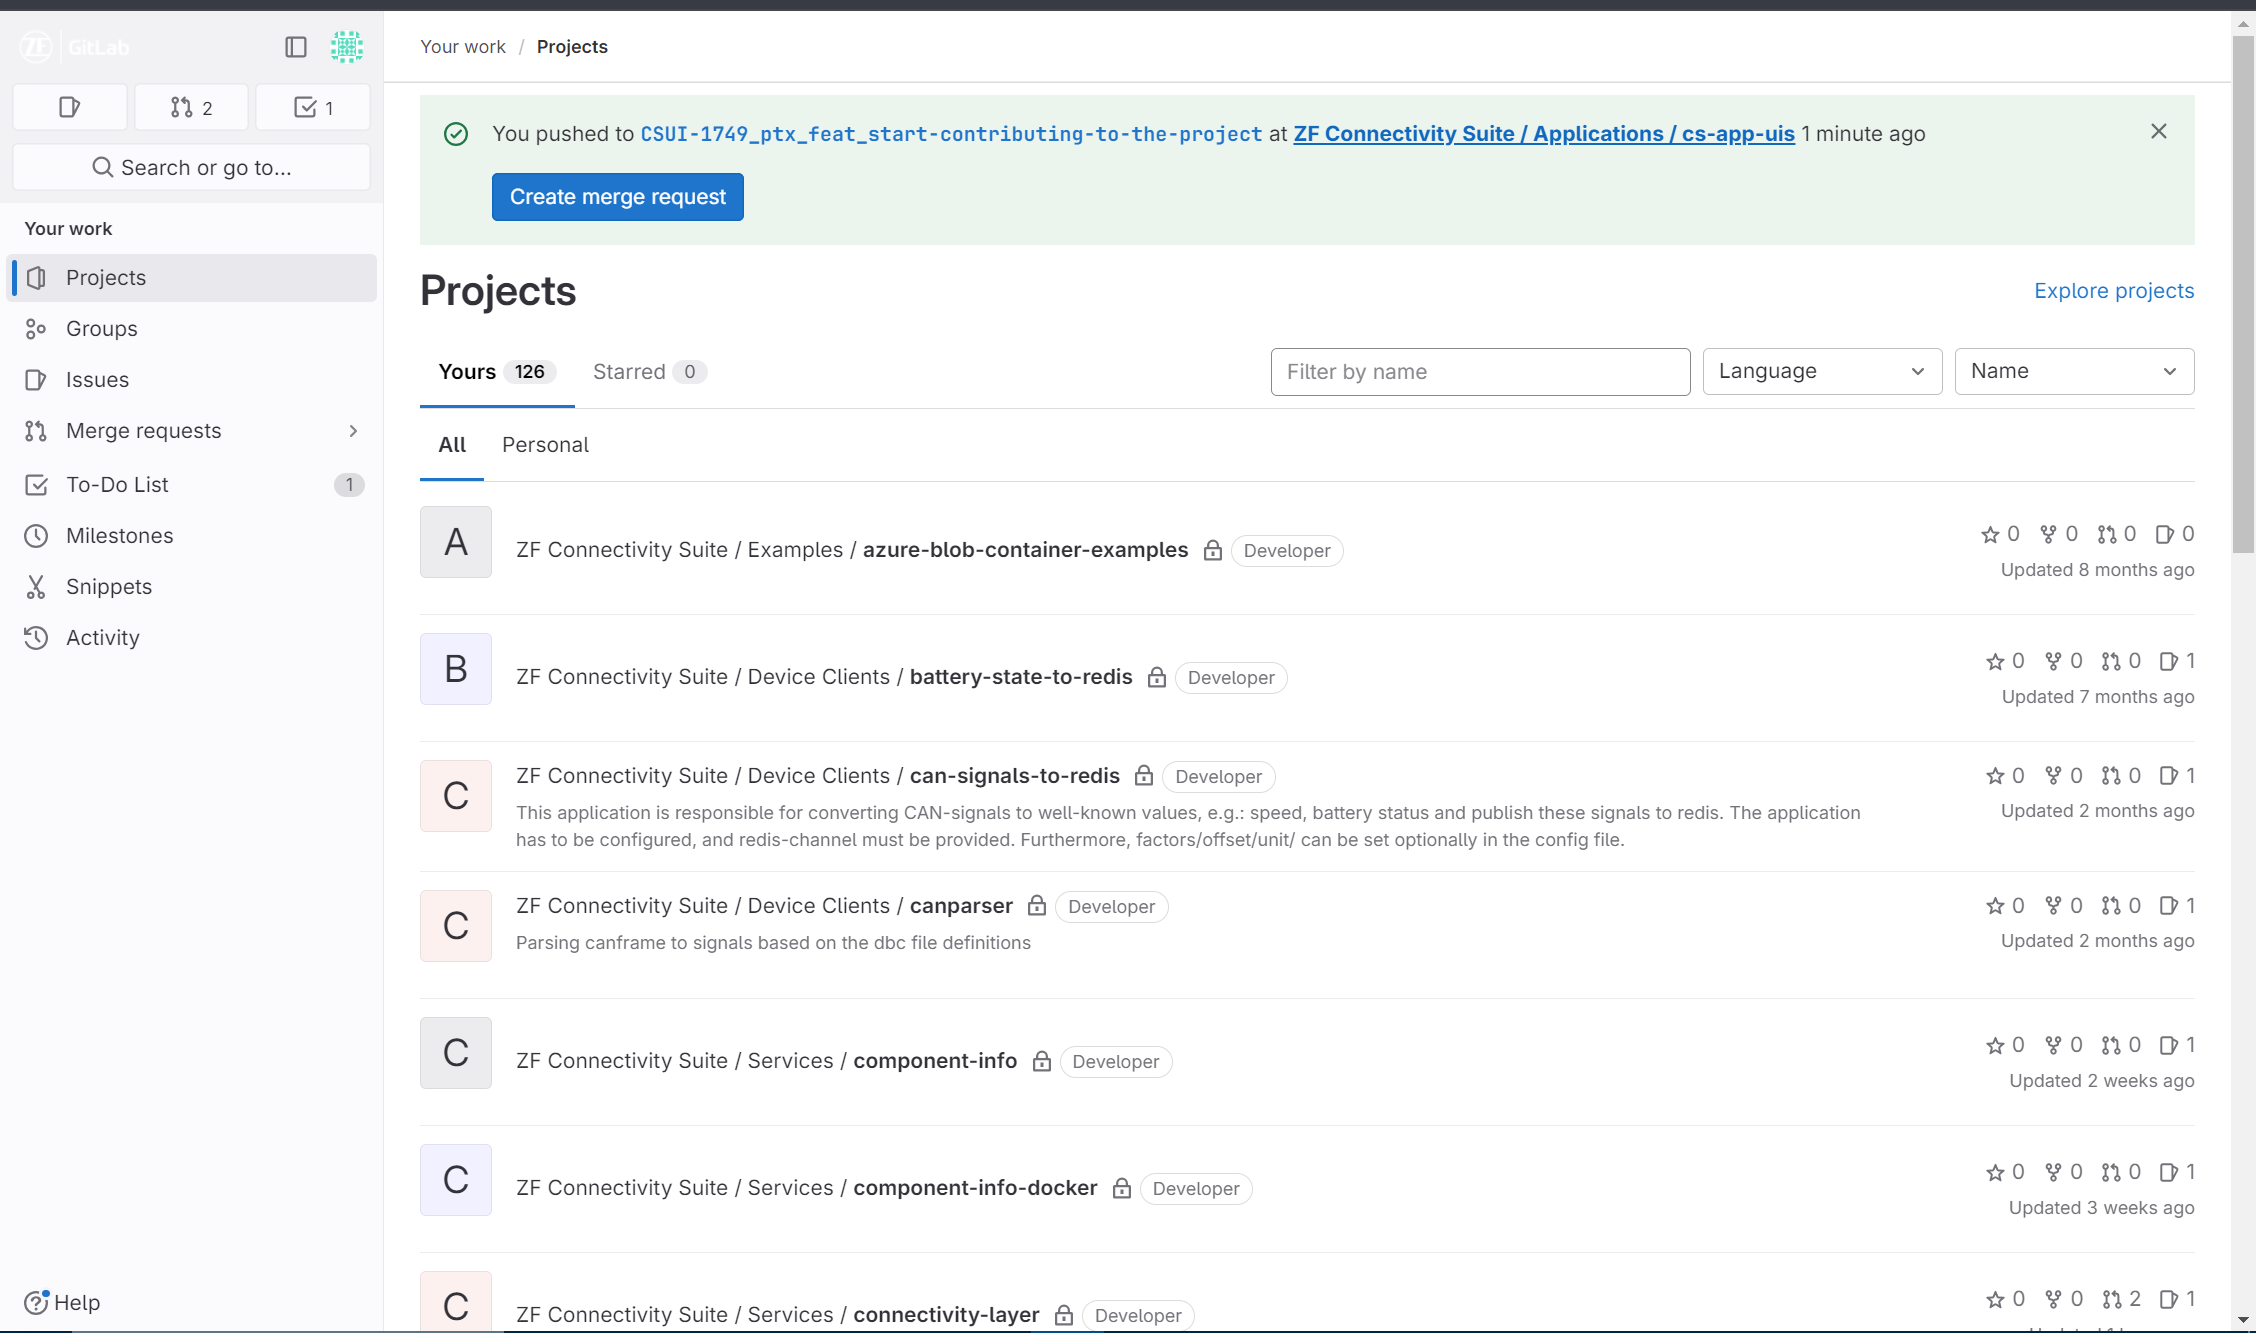 ZF GitLab
2
1
Search or go to...
Your work
Projects
Groups
Issues
Merge requests
To-Do List 1
Milestones
Snippets
Activity
Help
Your work / Projects
You pushed to CSUI-1749_ptx_feat_start-contributing-to-the-project at ZF Connectivity Suite / Applications / cs-app-uis 1 minute ago
Create merge request
Projects
Explore projects
Yours 126 Starred 0 Filter by name Language Name
All Personal
A ZF Connectivity Suite / Examples / azure-blob-container-examples Developer 0 0 0 0
Updated 8 months ago
B ZF Connectivity Suite / Device Clients / battery-state-to-redis Developer 0 0 0 1
Updated 7 months ago
C ZF Connectivity Suite / Device Clients / can-signals-to-redis Developer 0 0 0 1
This application is responsible for converting CAN-signals to well-known values, e.g.: speed, battery status and publish these signals to redis. The application
has to be configured, and redis-channel must be provided. Furthermore, factors/offset/unit/ can be set optionally in the config file.
Updated 2 months ago
C ZF Connectivity Suite / Device Clients / canparser Developer 0 0 0 1
Parsing canframe to signals based on the dbc file definitions
Updated 2 months ago
C ZF Connectivity Suite / Services / component-info Developer 0 0 0 1
Updated 2 weeks ago
C ZF Connectivity Suite / Services / component-info-docker Developer 0 0 0 1
Updated 3 weeks ago
C ZF Connectivity Suite / Services / connectivity-layer Developer 0 0 2 1